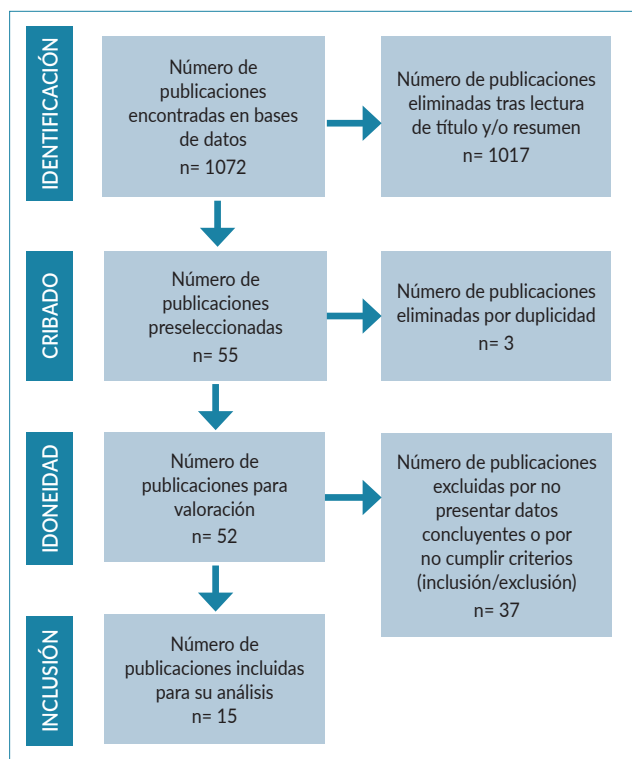 IDENTIFICACIÓN
Número de
publicaciones
encontradas en bases
de datos
n= 1072
Número de publicaciones
eliminadas tras lectura
de título y/o resumen
n= 1017
CRIBADO
Número de
publicaciones
preseleccionadas
n= 55
Número de publicaciones
eliminadas por duplicidad
n= 3
IDONEIDAD
Número de
publicaciones para
valoración
n= 52
Número de publicaciones
excluidas por no
presentar datos
concluyentes o por
no cumplir criterios
(inclusión/exclusión)
n= 37
INCLUSIÓN
Número de
publicaciones incluidas
para su análisis
n= 15